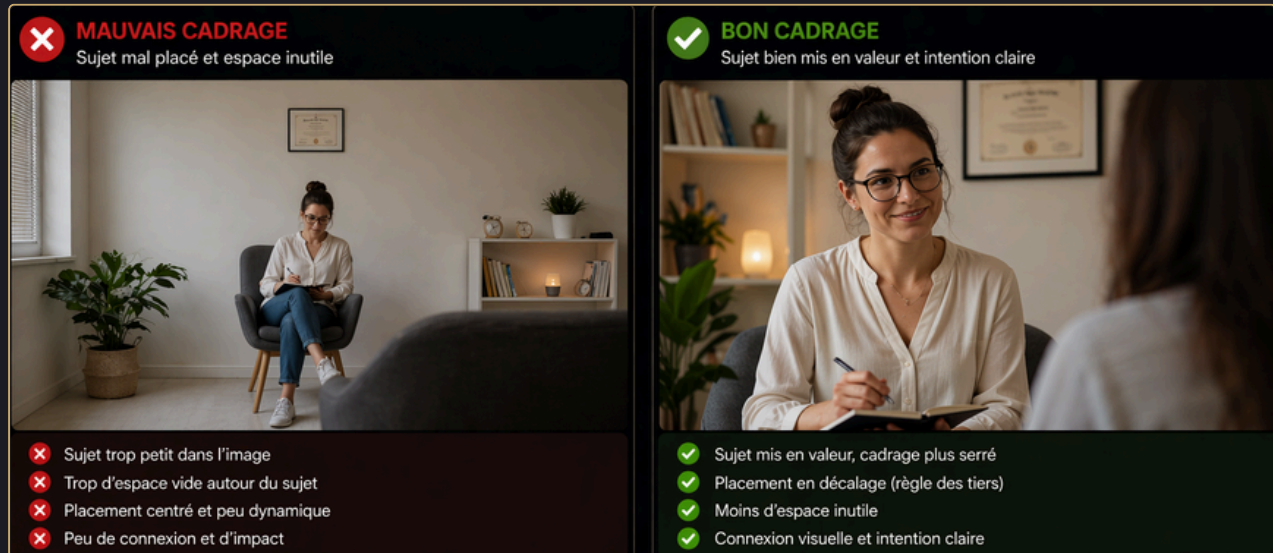 MAUVAIS CADRAGE
Sujet mal placé et espace inutile
Sujet trop petit dans l'image
Trop d'espace vide autour du sujet
Placement centré et peu dynamique
Peu de connexion et d'impact
BON CADRAGE
Sujet bien mis en valeur et intention claire
Sujet mis en valeur, cadrage plus serré
Placement en décalage (règle des tiers)
Moins d'espace inutile
Connexion visuelle et intention claire